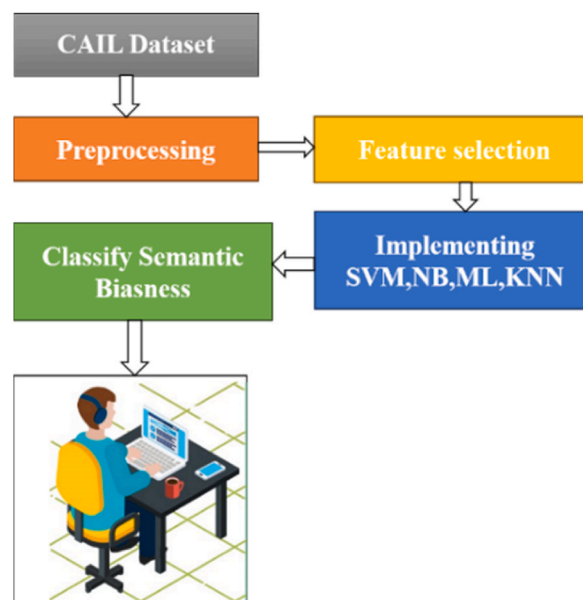 CAIL Dataset
Preprocessing
Feature selection
Implementing
SVM,NB,ML,KNN
Classify Semantic
Biasness